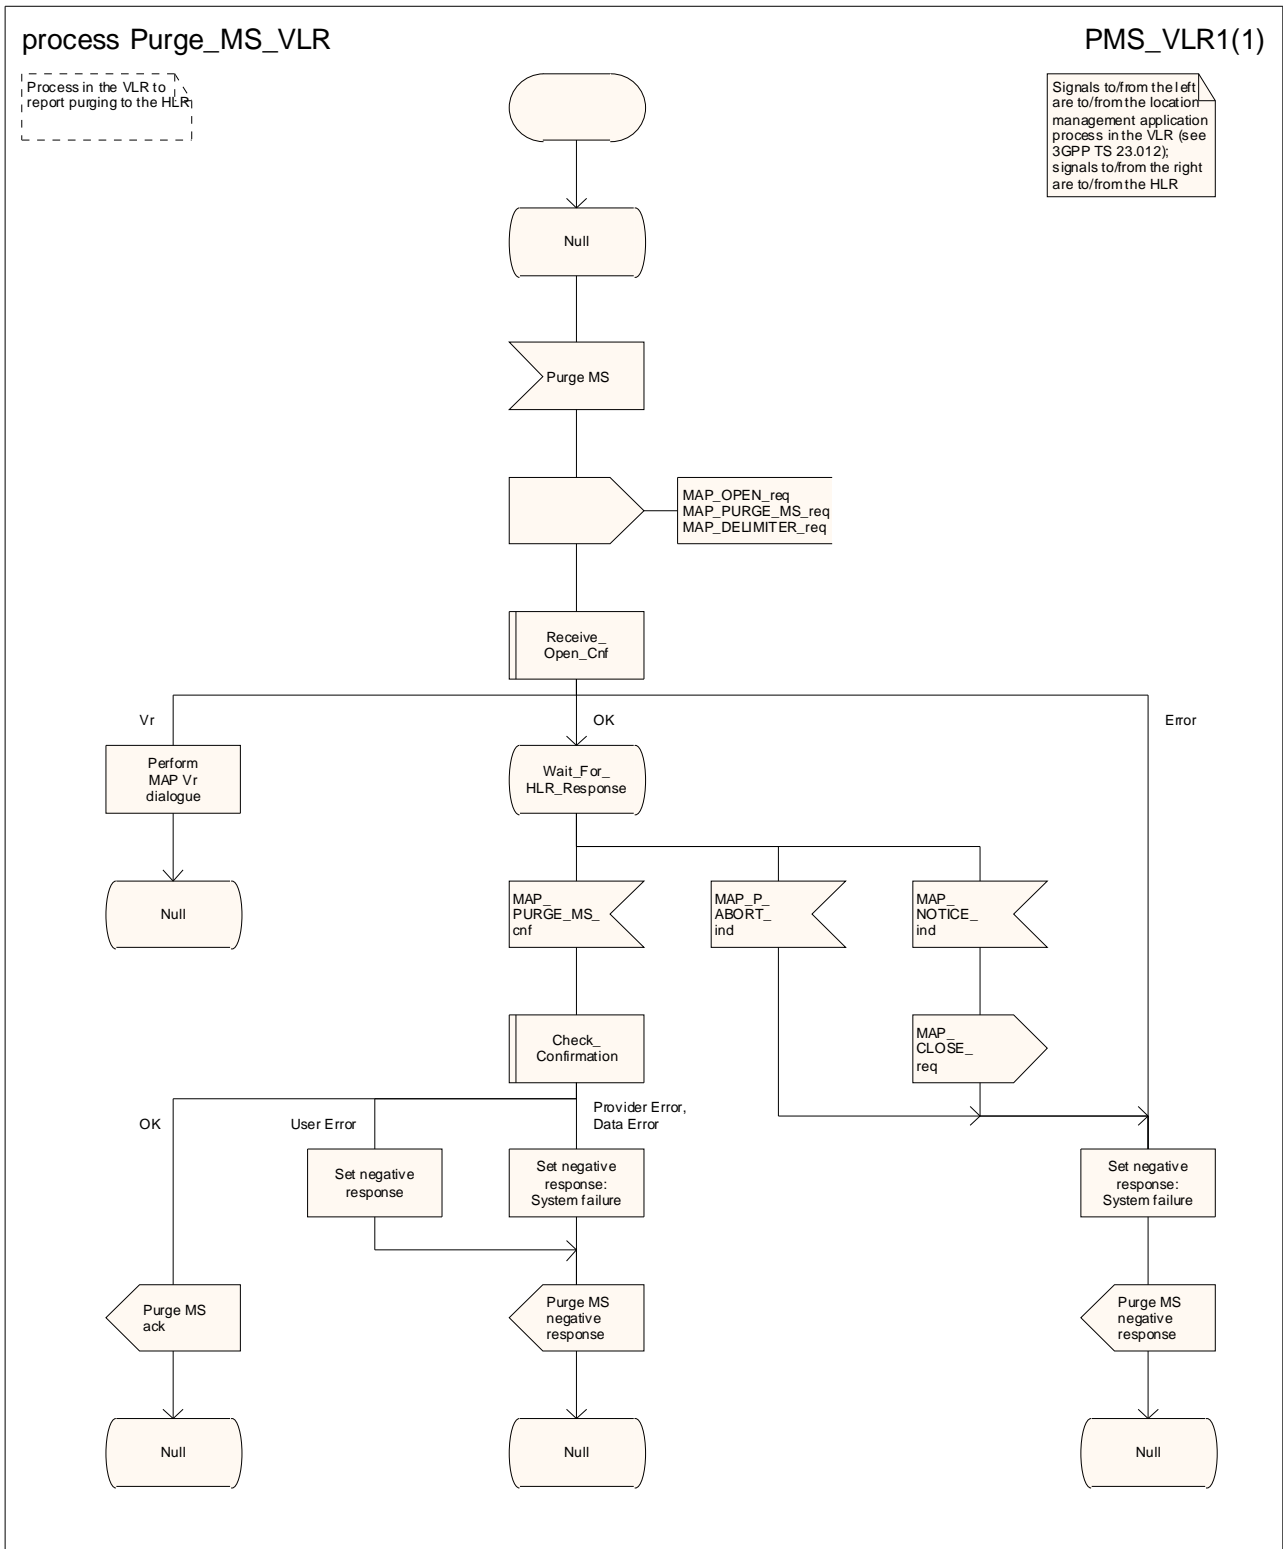 process Purge_MS_VLR
PMS_VLR1(1)
Process in the VLR to
report purging to the HLR
Signals to/from the left
are to/from the location
management application
process in the VLR (see
3GPP TS 23.012);
signals to/from the right
are to/from the HLR
Null
Purge MS
MAP_OPEN_req
MAP_PURGE_MS_req
MAP_DELIMITER_req
Receive_
Open_Cnf
Vr
OK
Error
Perform
MAP Vr
dialogue
Wait_For_
HLR_Response
Null
MAP_
PURGE_MS_
cnf
MAP_P_
ABORT_
ind
MAP_
NOTICE_
ind
Check_
Confirmation
MAP_
CLOSE_
req
OK
User Error
Provider Error,
Data Error
Set negative
response
Set negative
response:
System failure
Set negative
response:
System failure
Purge MS
ack
Purge MS
negative
response
Purge MS
negative
response
Null
Null
Null